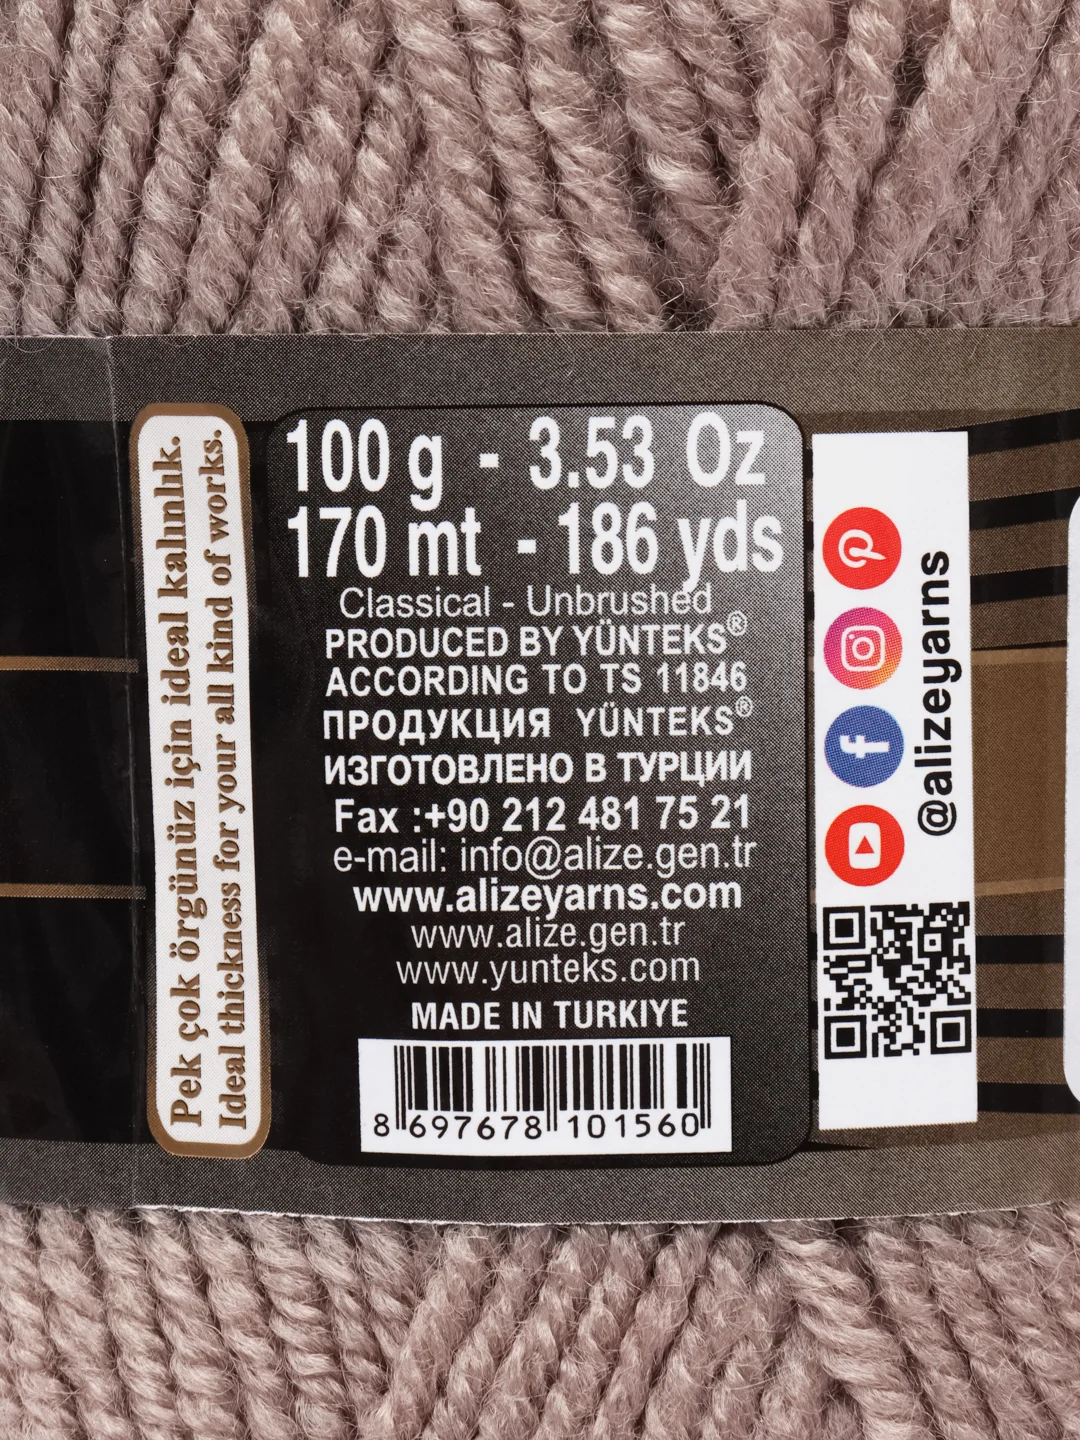 Pek çok örgünüz için ideal kalınlık.
Ideal thickness for your all kind of works.
100 g - 3.53 Oz
170 mt - 186 yds
Classical - Unbrushed
PRODUCED BY YÜNTEKS®
ACCORDING TO TS 11846
ПРОДУКЦИЯ YÜNTEKS®
ИЗГОТОВЛЕНО В ТУРЦИИ
Fax :+90 212 481 75 21
e-mail: info@alize.gen.tr
www.alizeyarns.com
www.alize.gen.tr
www.yunteks.com
MADE IN TURKIYE
8 697678 101560
@alizeyarns